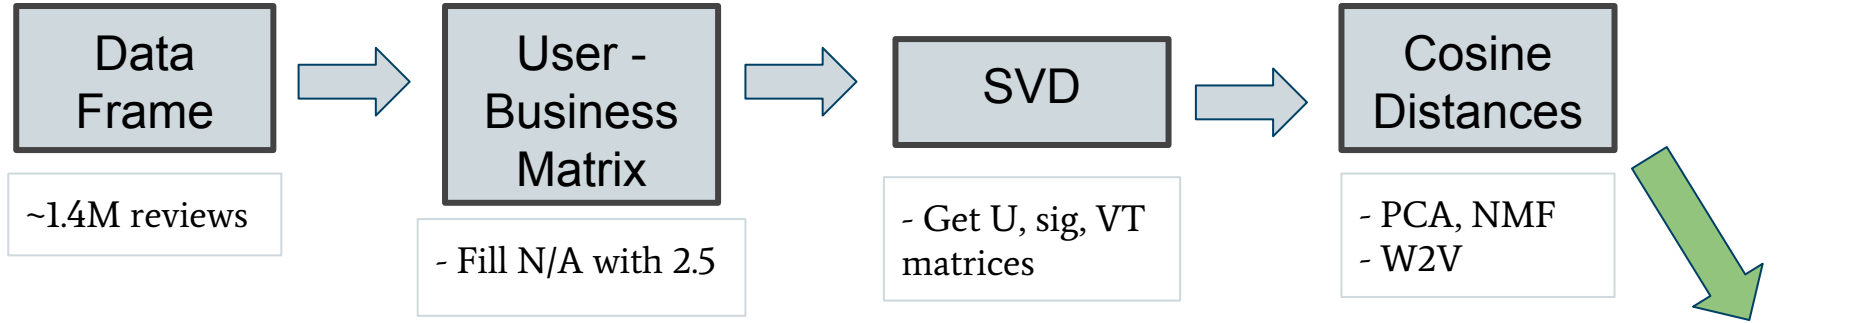 Data
Frame
~1.4M reviews
User -
Business
Matrix
- Fill N/A with 2.5
SVD
- Get U, sig, VT
matrices
Cosine
Distances
- PCA, NMF
- W2V